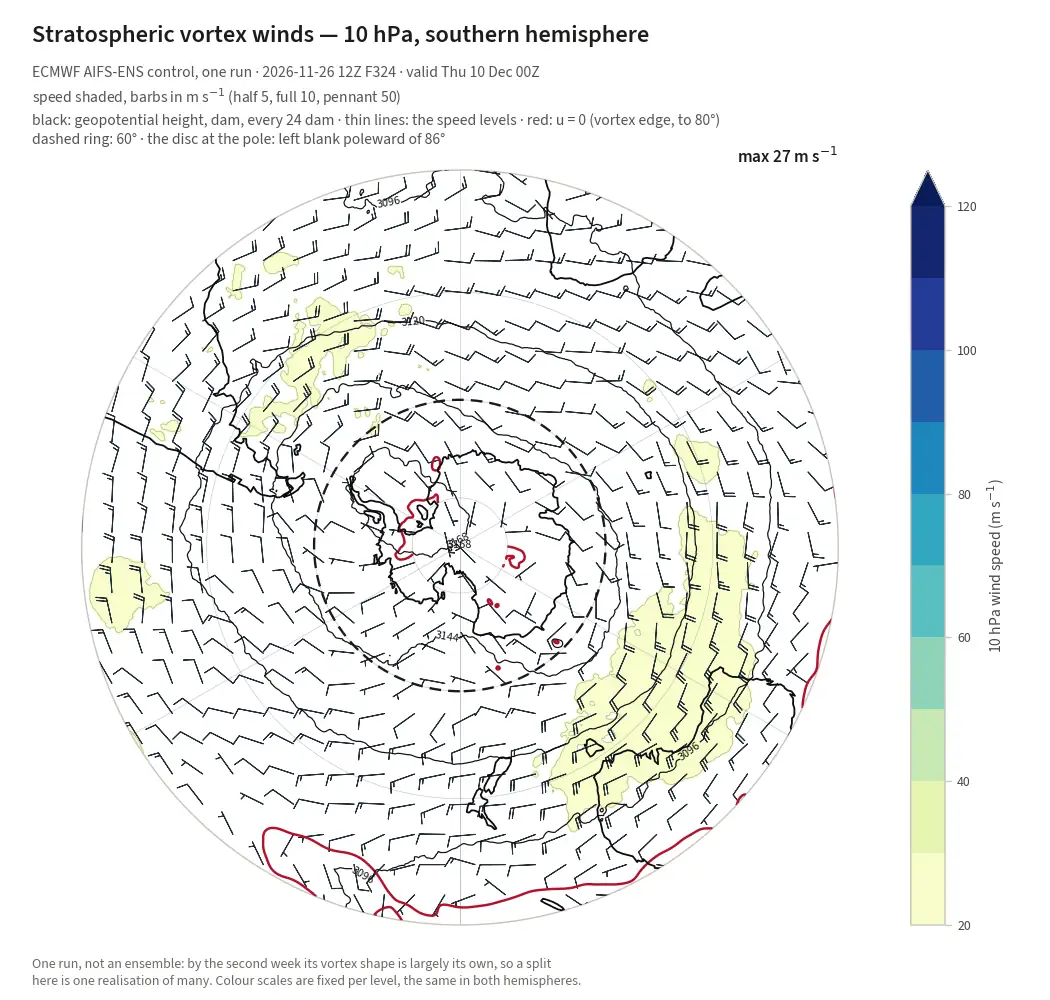 Stratospheric vortex winds — 10 hPa, southern hemisphere
ECMWF AIFS-ENS control, one run · 2026-11-26 12Z F324 · valid Thu 10 Dec 00Z
speed shaded, barbs in m s⁻¹ (half 5, full 10, pennant 50)
black: geopotential height, dam, every 24 dam · thin lines: the speed levels · red: u = 0 (vortex edge, to 80°)
dashed ring: 60° · the disc at the pole: left blank poleward of 86°
max 27 m s⁻¹
3096
3120
3168
3144
3096
3096
120
100
80
60
40
20
10 hPa wind speed (m s⁻¹)
One run, not an ensemble: by the second week its vortex shape is largely its own, so a split
here is one realisation of many. Colour scales are fixed per level, the same in both hemispheres.